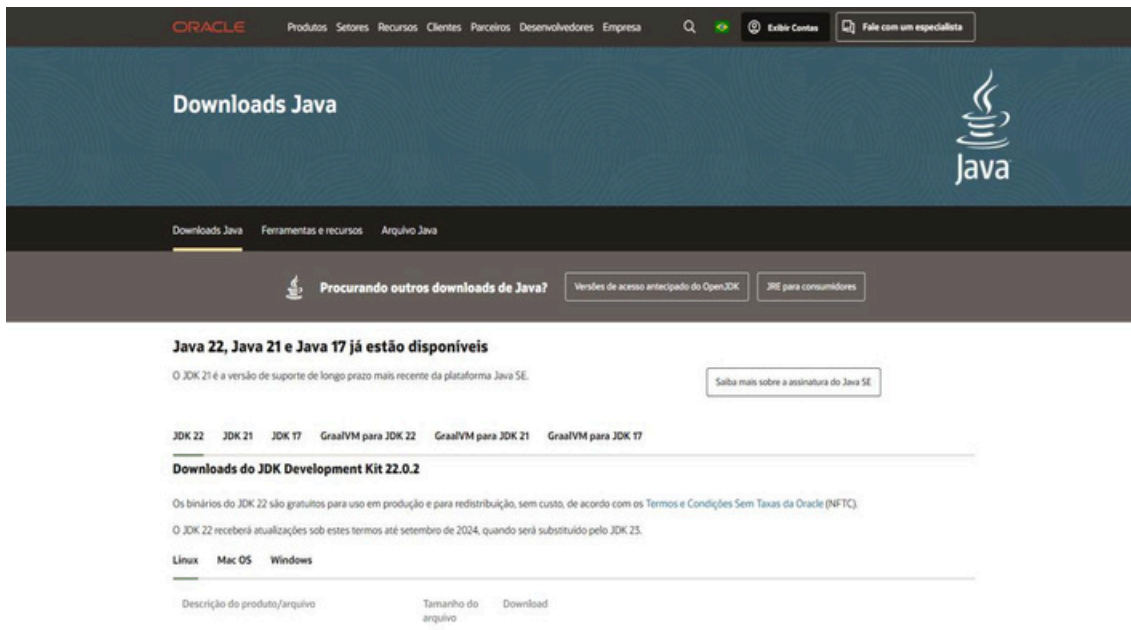 ORACLE Produtos Setores Recursos Clientes Parceiros Desenvolvedores Empresa Exibir Contas Fale com um especialista
Downloads Java
Java
Downloads Java Ferramentas e recursos Arquivo Java
Procurando outros downloads de Java? Versões de acesso antecipado do OpenJDK JRE para consumidores
Java 22, Java 21 e Java 17 já estão disponíveis
O JDK 21 é a versão de suporte de longo prazo mais recente da plataforma Java SE.
Saiba mais sobre a assinatura do Java SE
JDK 22 JDK 21 JDK 17 GraalVM para JDK 22 GraalVM para JDK 21 GraalVM para JDK 17
Downloads do JDK Development Kit 22.0.2
Os binários do JDK 22 são gratuitos para uso em produção e para redistribuição, sem custo, de acordo com os Termos e Condições Sem Taxas da Oracle (NFTC).
O JDK 22 receberá atualizações sob estes termos até setembro de 2024, quando será substituído pelo JDK 23.
Linux Mac OS Windows
Descrição do produto/arquivo Tamanho do Download
arquivo